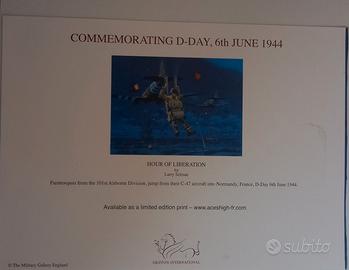 COMMEMORATING D-DAY, 6th JUNE 1944
HOUR OF LIBERATION
by
Larry Selman
Paratroopers from the 101st Airborne Division, jump from their C-47 aircraft into Normandy, France, D-Day 6th June 1944.
Available as a limited edition print – www.aceshigh-fr.com
GRIFFON INTERNATIONAL
© The Military Gallery England
subito